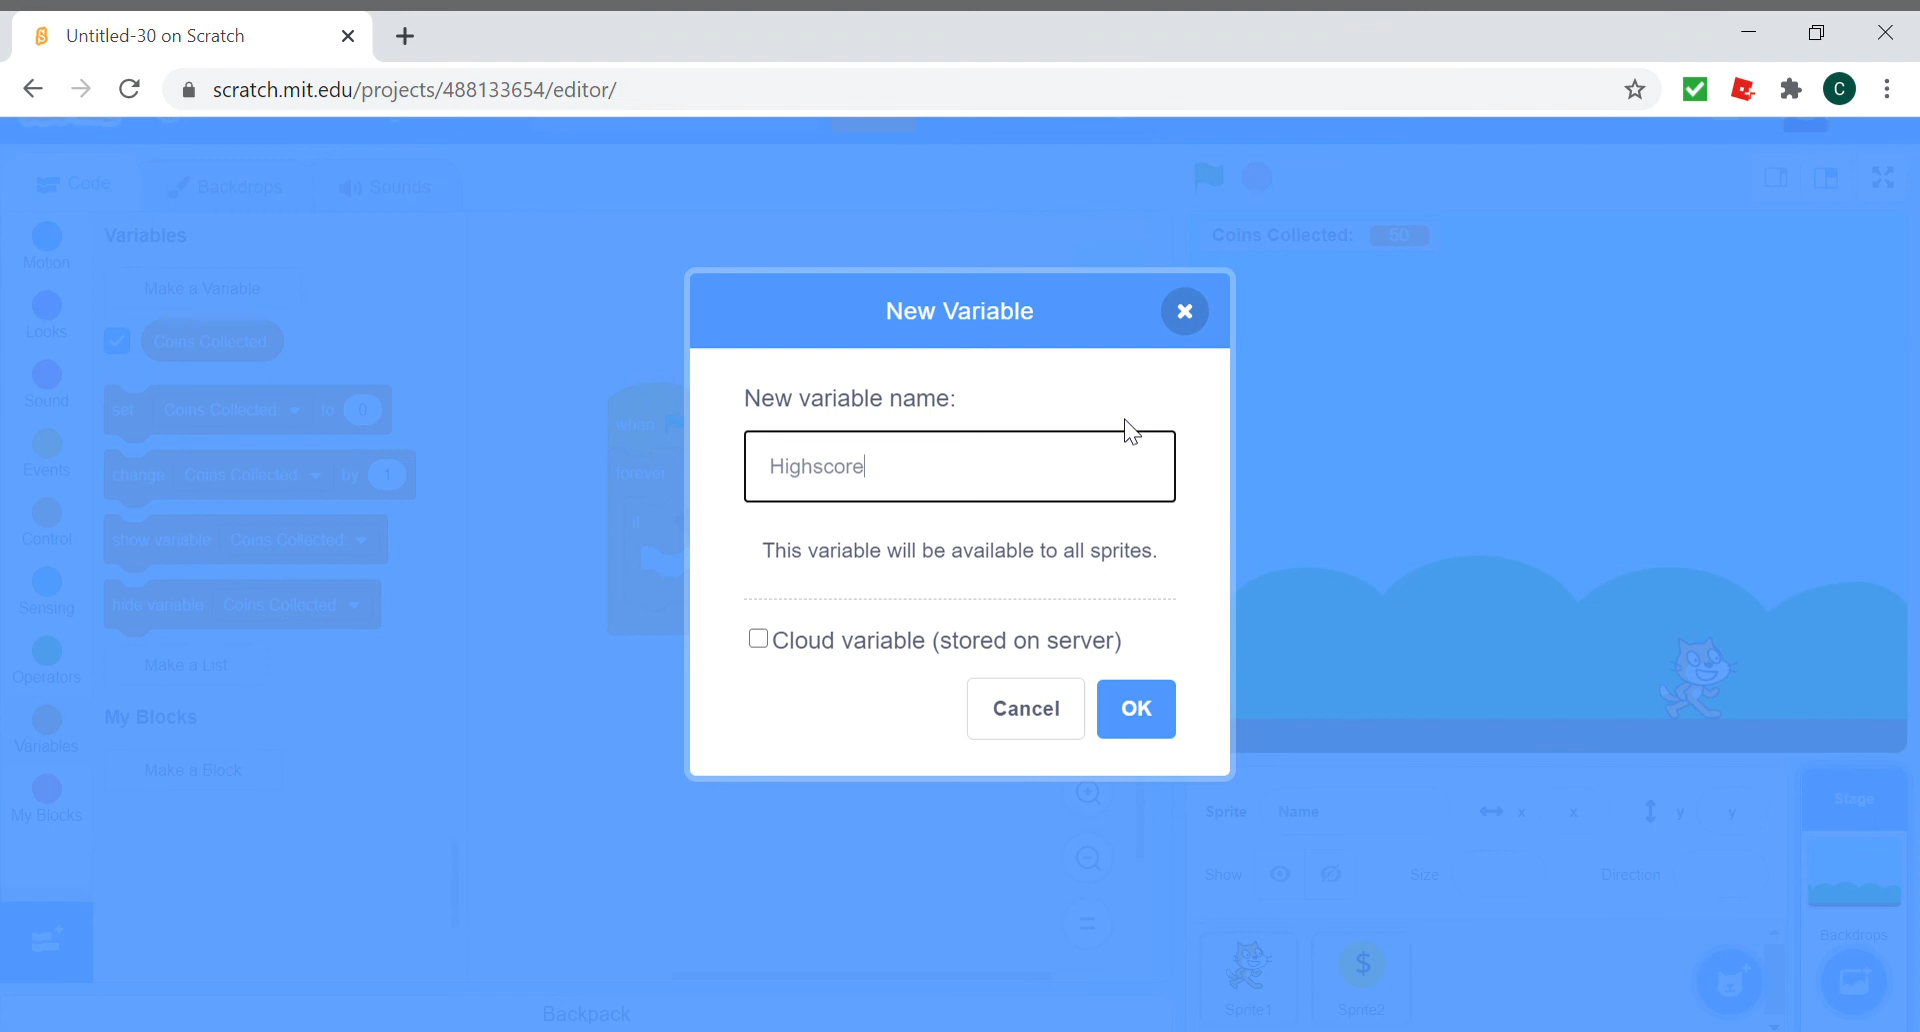 Untitled-30 on Scratch
scratch.mit.edu/projects/488133654/editor/
C
Code
Backdrops
Sounds
Motion
Looks
Sound
Events
Control
Sensing
Operators
Variables
My Blocks
Variables
Make a Variable
Coins Collected:
set Coins Collected: to 0
change Coins Collected: by 1
show variable Coins Collected:
hide variable Coins Collected:
Make a List
My Blocks
Make a Block
when
forever
if
New Variable
New variable name:
Highscore
This variable will be available to all sprites.
Cloud variable (stored on server)
Cancel
OK
Coins Collected: 50
Sprite Name x x y y
Show Size Direction
$
Sprite1
Sprite2
Stage
Backdrops
Backpack